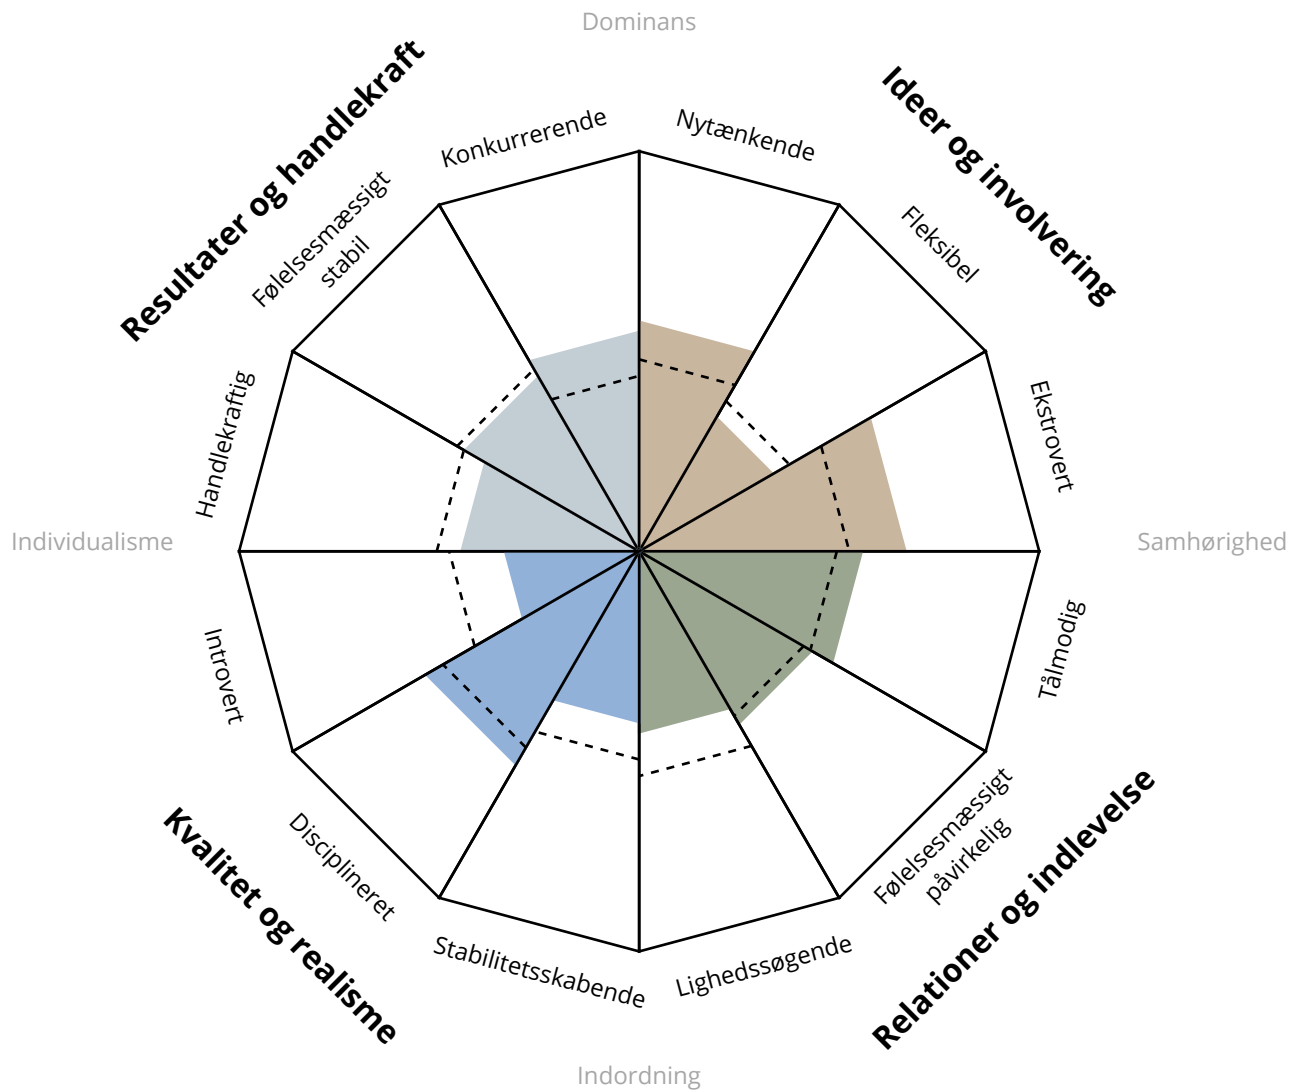 Dominans
Resultater og handlekraft
Ideer og involvering
Konkurrerende
Nytænkende
Følelsesmæssigt
stabil
Fleksibel
Handlekraftig
Ekstrovert
Individualisme
Samhørighed
Introvert
Tålmodig
Disciplineret
Følelsesmæssigt
påvirkelig
Stabilitetsskabende
Lighedssøgende
Kvalitet og realisme
Relationer og indlevelse
Indordning